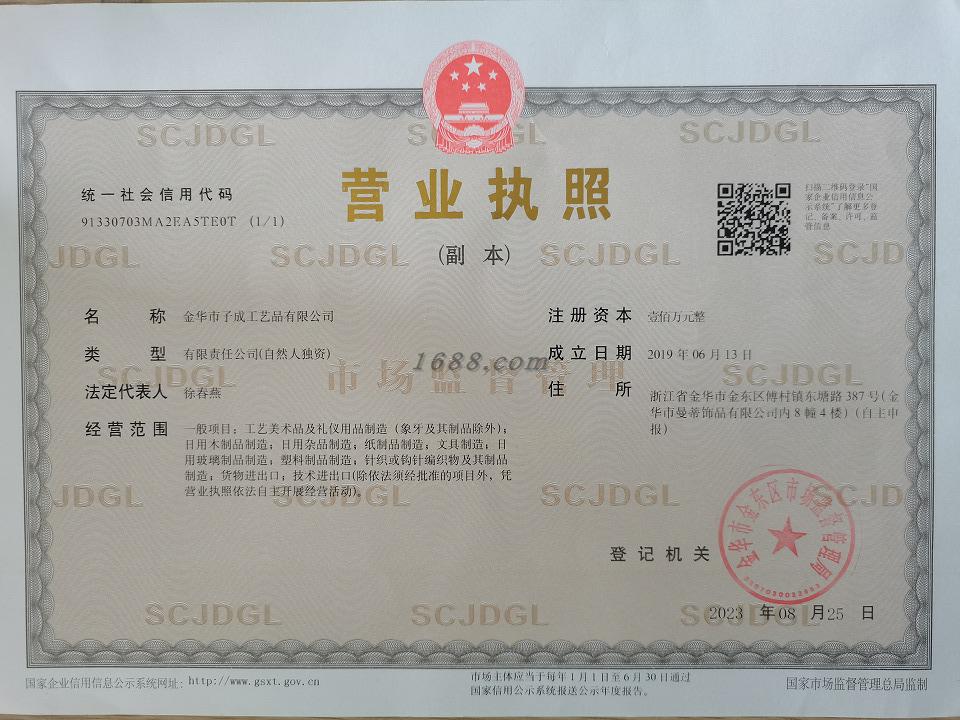 营业执照
(副 本)
统一社会信用代码
91330703MA2EA5TE0T (1/1)
扫描二维码登录“国
家企业信用信息公
示系统”了解更多登
记、备案、许可、监
管信息
名 称 金华市子成工艺品有限公司
类 型 有限责任公司(自然人独资)
法定代表人 徐春燕
经营范围 一般项目:工艺美术品及礼仪用品制造(象牙及其制品除外);
日用木制品制造;日用杂品制造;纸制品制造;文具制造;日
用玻璃制品制造;塑料制品制造;针织或钩针编织物及其制品
制造;货物进出口;技术进出口(除依法须经批准的项目外,凭
营业执照依法自主开展经营活动)。
注册资本 壹佰万元整
成立日期 2019年06月13日
住 所 浙江省金华市金东区傅村镇东塘路387号(金
华市曼蒂饰品有限公司内8幢4楼)(自主申
报)
1688.com
市场监督管理
SCJDGL
登记机关
金华市金东区市场监督管理局
2023 年 08 月 25 日
国家企业信用信息公示系统网址: http://www.gsxt.gov.cn
市场主体应当于每年1月1日至6月30日通过
国家信用公示系统报送公示年度报告。
国家市场监督管理总局监制